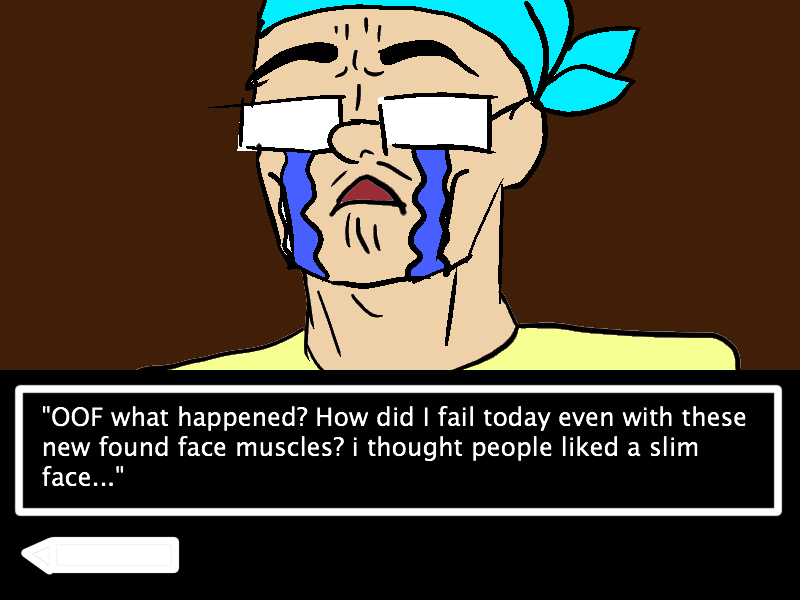 "OOF what happened? How did I fail today even with these
new found face muscles? i thought people liked a slim
face..."